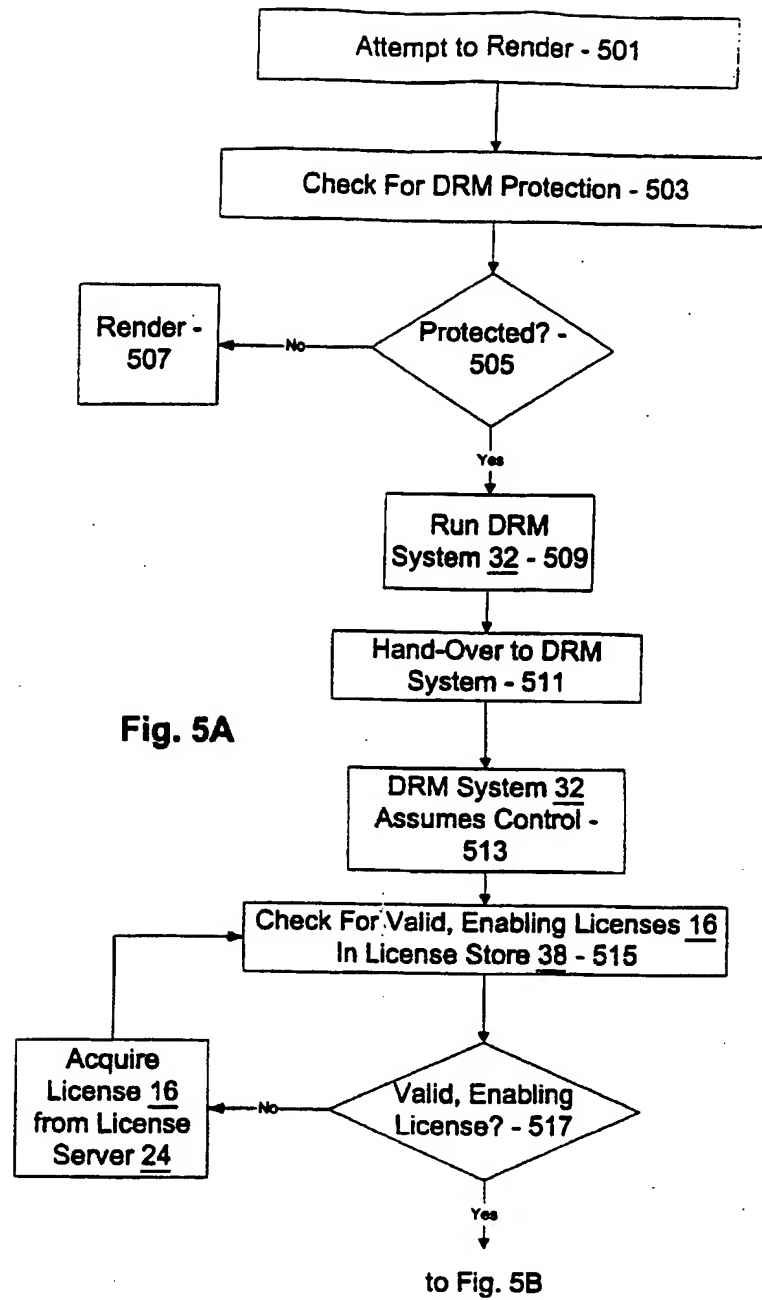 Attempt to Render - 501
Check For DRM Protection - 503
Render -
507
No
Protected? -
505
Yes
Run DRM
System 32 - 509
Hand-Over to DRM
System - 511
Fig. 5A
DRM System 32
Assumes Control -
513
Check For Valid, Enabling Licenses 16
In License Store 38 - 515
Acquire
License 16
from License
Server 24
No
Valid, Enabling
License? - 517
Yes
to Fig. 5B